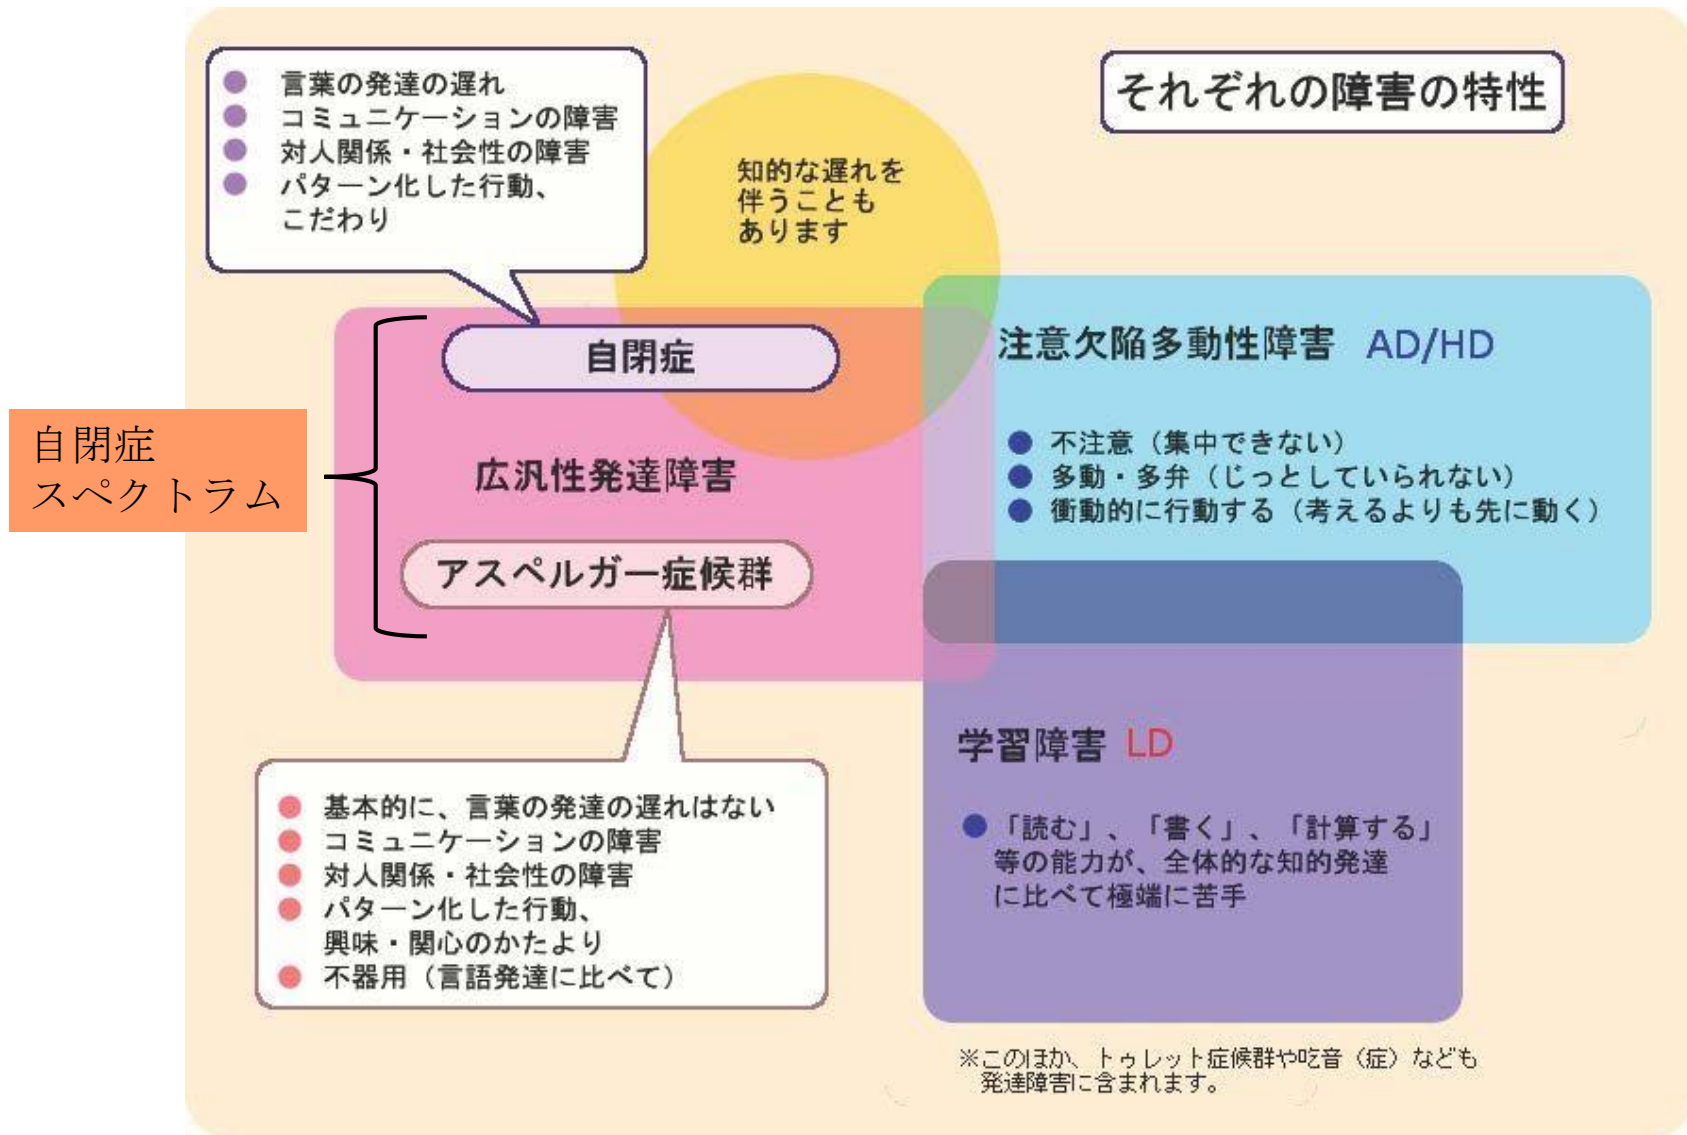 それぞれの障害の特性
言葉の発達の遅れ
コミュニケーションの障害
対人関係・社会性の障害
パターン化した行動、
こだわり
知的な遅れを
伴うことも
あります
自閉症
広汎性発達障害
アスペルガー症候群
自閉症
スペクトラム
注意欠陥多動性障害 AD/HD
不注意（集中できない）
多動・多弁（じっとしていられない）
衝動的に行動する（考えるよりも先に動く）
学習障害 LD
「読む」、「書く」、「計算する」
等の能力が、全体的な知的発達
に比べて極端に苦手
基本的に、言葉の発達の遅れはない
コミュニケーションの障害
対人関係・社会性の障害
パターン化した行動、
興味・関心のかたより
不器用（言語発達に比べて）
※このほか、トゥレット症候群や吃音（症）なども
発達障害に含まれます。